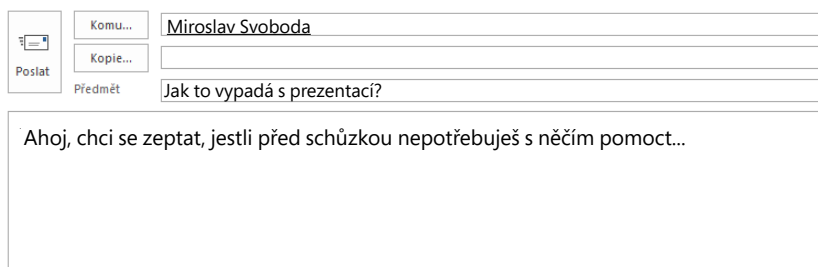 Komu...
Miroslav Svoboda
Kopie...
Poslat
Předmět
Jak to vypadá s prezentací?
Ahoj, chci se zeptat, jestli před schůzkou nepotřebuješ s něčím pomoct...